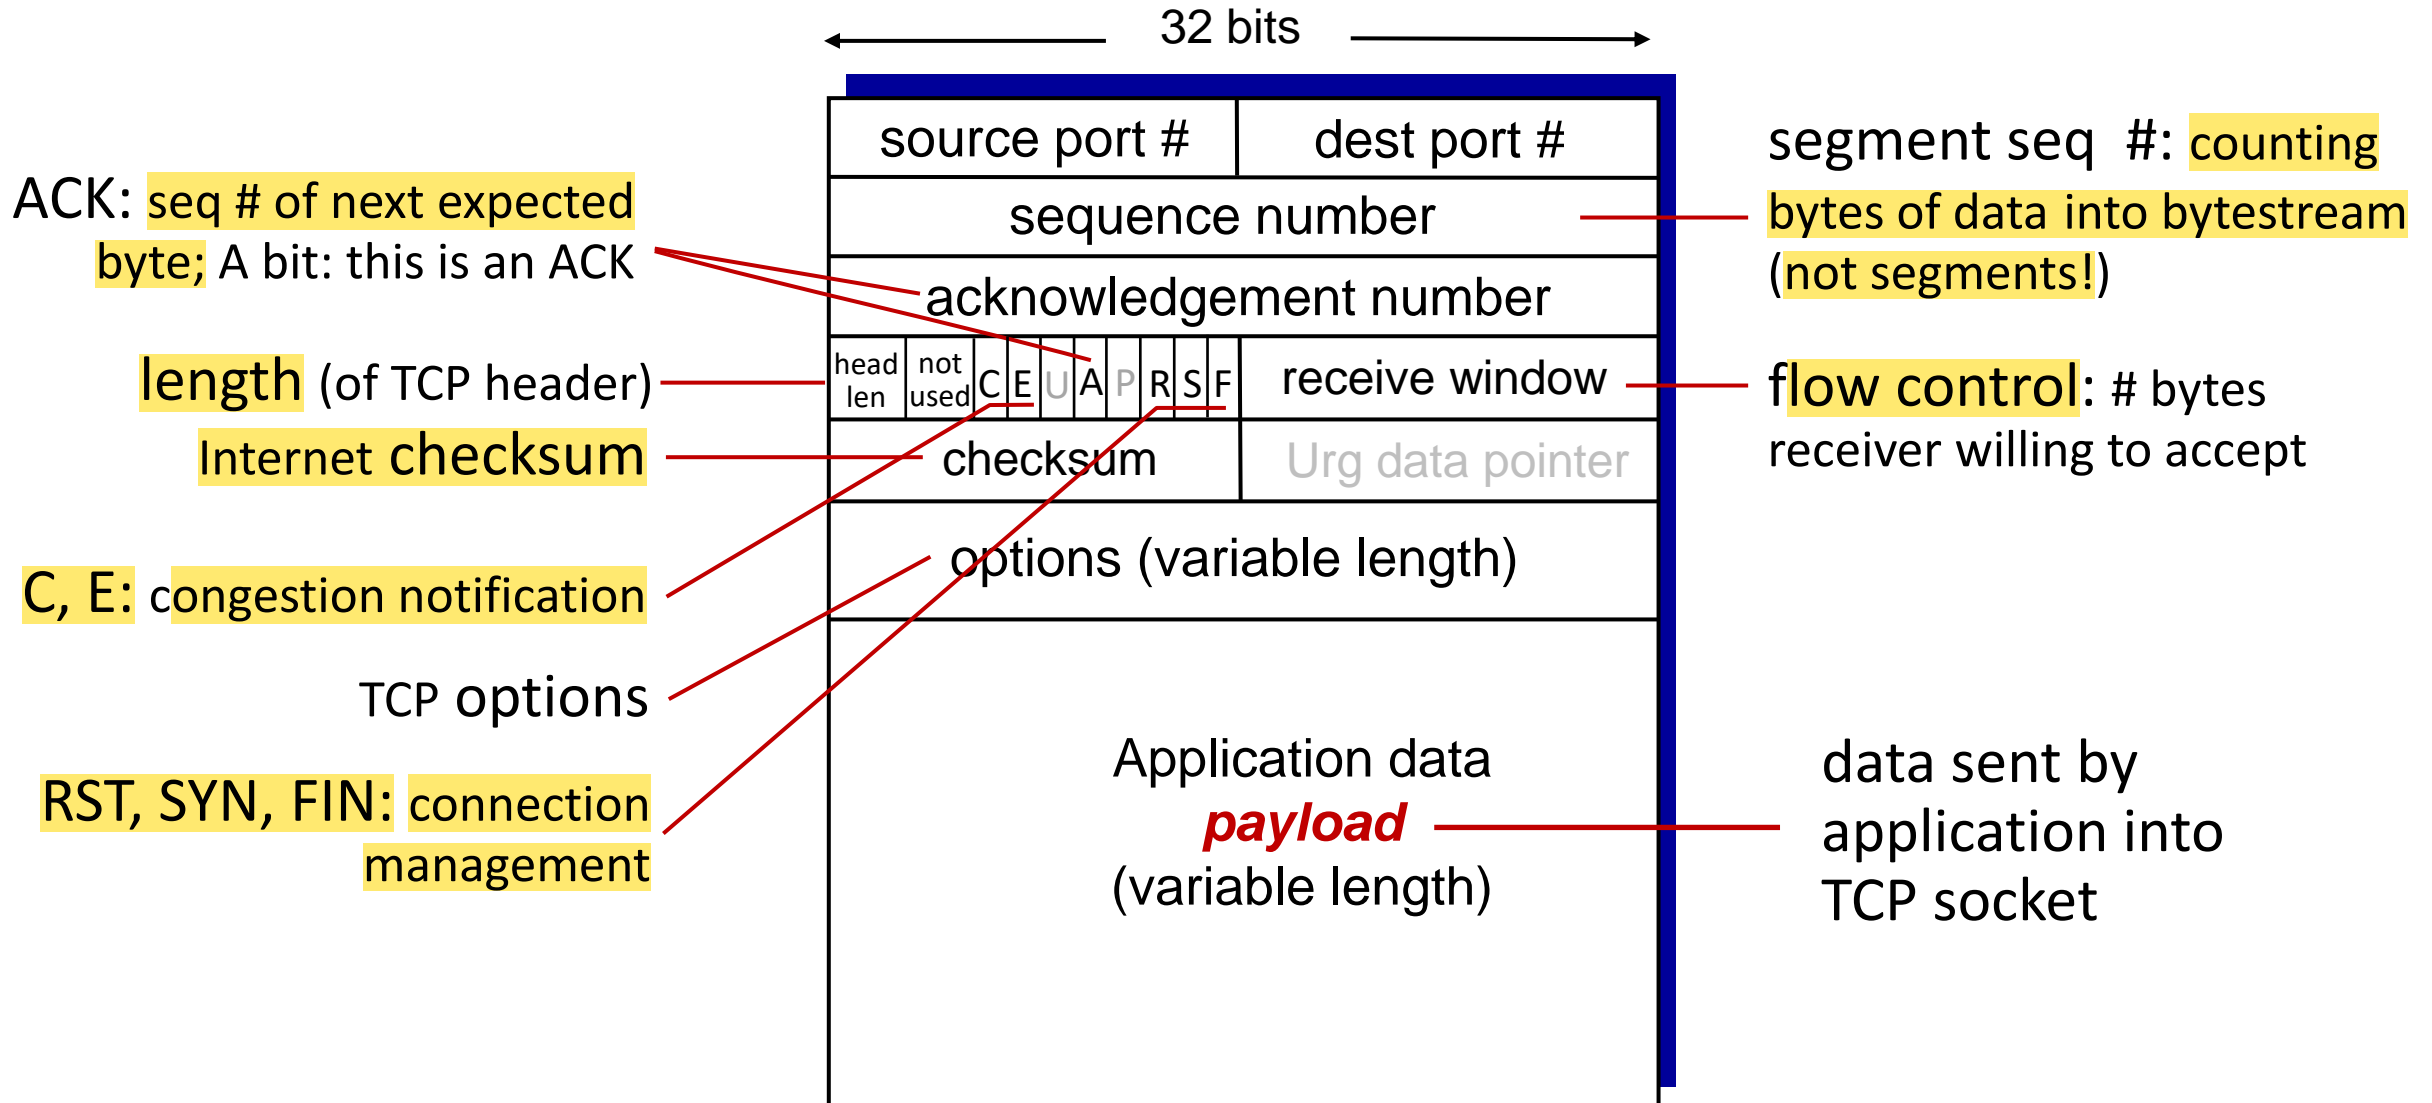 32 bits
source port #
dest port #
sequence number
acknowledgement number
head
len
not
used
C
E
U
A
P
R
S
F
receive window
checksum
Urg data pointer
options (variable length)
Application data
payload
(variable length)
ACK: seq # of next expected
byte; A bit: this is an ACK
length (of TCP header)
Internet checksum
C, E: congestion notification
TCP options
RST, SYN, FIN: connection
management
segment seq #: counting
bytes of data into bytestream
(not segments!)
flow control: # bytes
receiver willing to accept
data sent by
application into
TCP socket